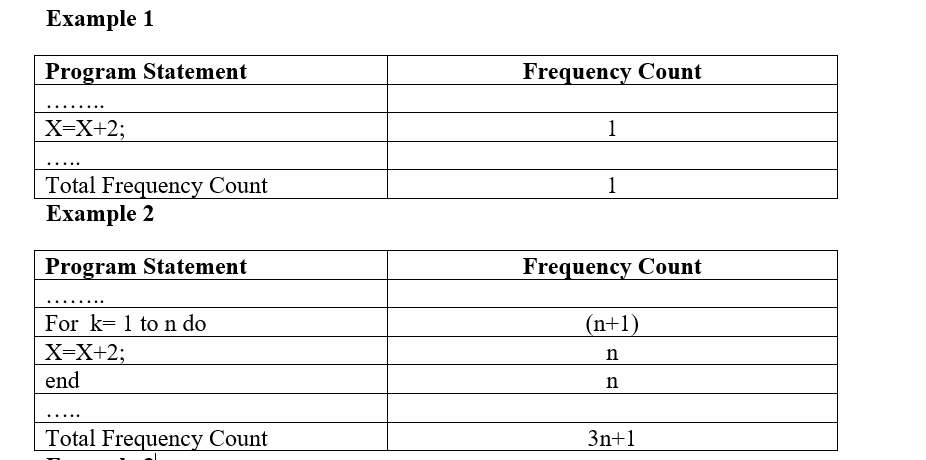 Example 1
Program Statement Frequency Count
……..
X=X+2; 1
…..
Total Frequency Count 1
Example 2
Program Statement Frequency Count
……..
For k= 1 to n do (n+1)
X=X+2; n
end n
…..
Total Frequency Count 3n+1